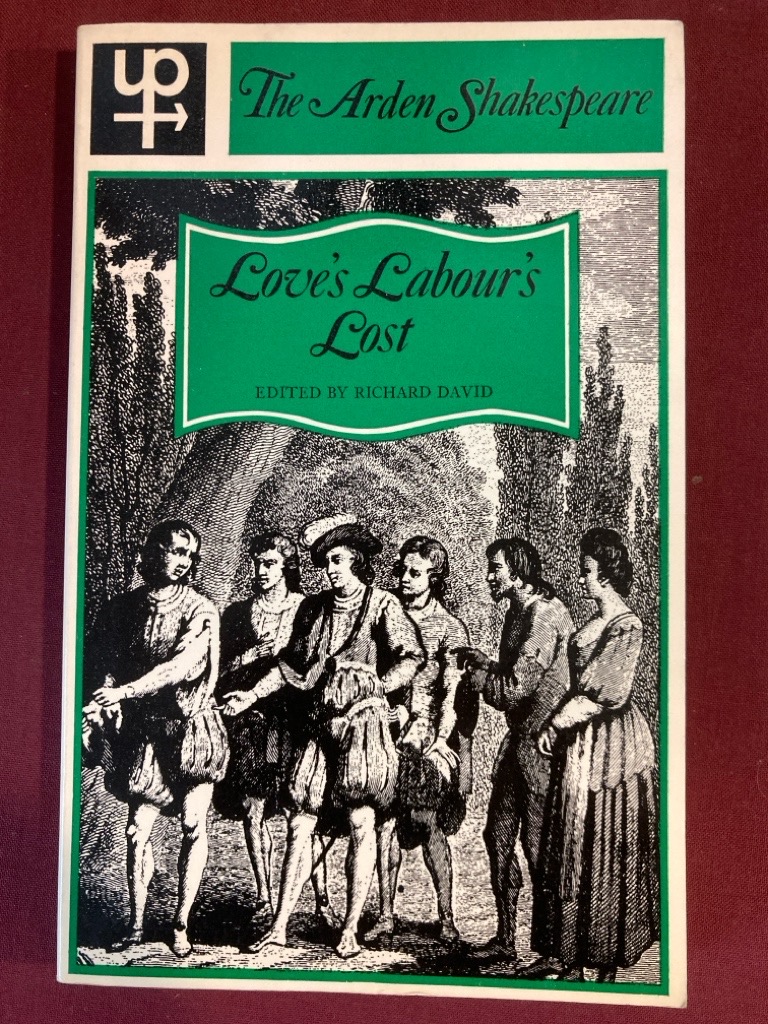 up
The Arden Shakespeare
Love's Labour's
Lost
EDITED BY RICHARD DAVID